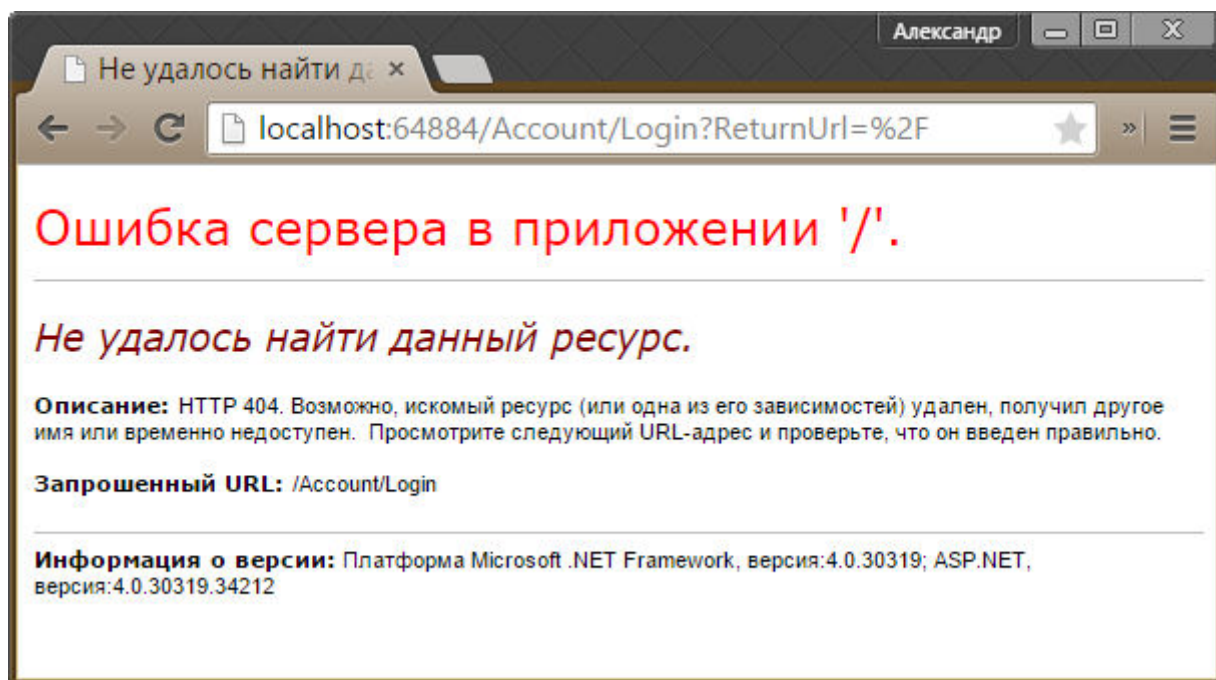 Александр
Не удалось найти да
localhost:64884/Account/Login?ReturnUrl=%2F
Ошибка сервера в приложении '/'.
Не удалось найти данный ресурс.
Описание: HTTP 404. Возможно, искомый ресурс (или одна из его зависимостей) удален, получил другое
имя или временно недоступен.  Просмотрите следующий URL-адрес и проверьте, что он введен правильно.
Запрошенный URL: /Account/Login
Информация о версии: Платформа Microsoft .NET Framework, версия:4.0.30319; ASP.NET,
версия:4.0.30319.34212